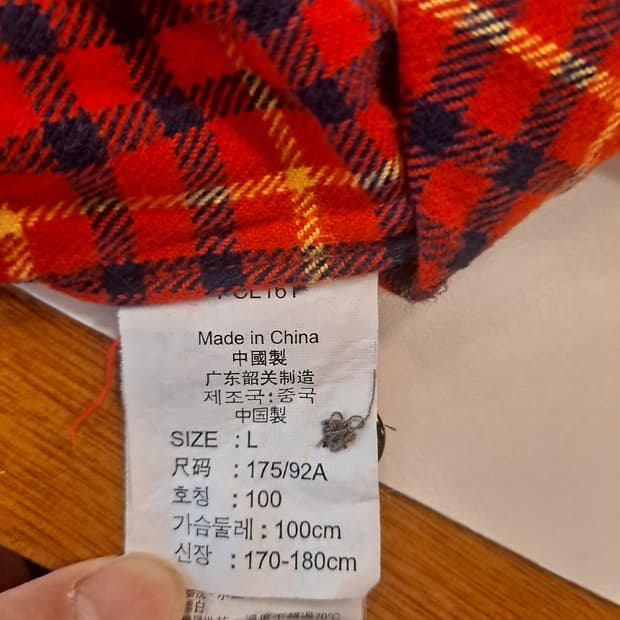 Made in China
中國製
广东韶关制造
제조국:중국
中国製
SIZE : L
尺码 : 175/92A
호칭 : 100
가슴둘레 : 100cm
신장 : 170-180cm